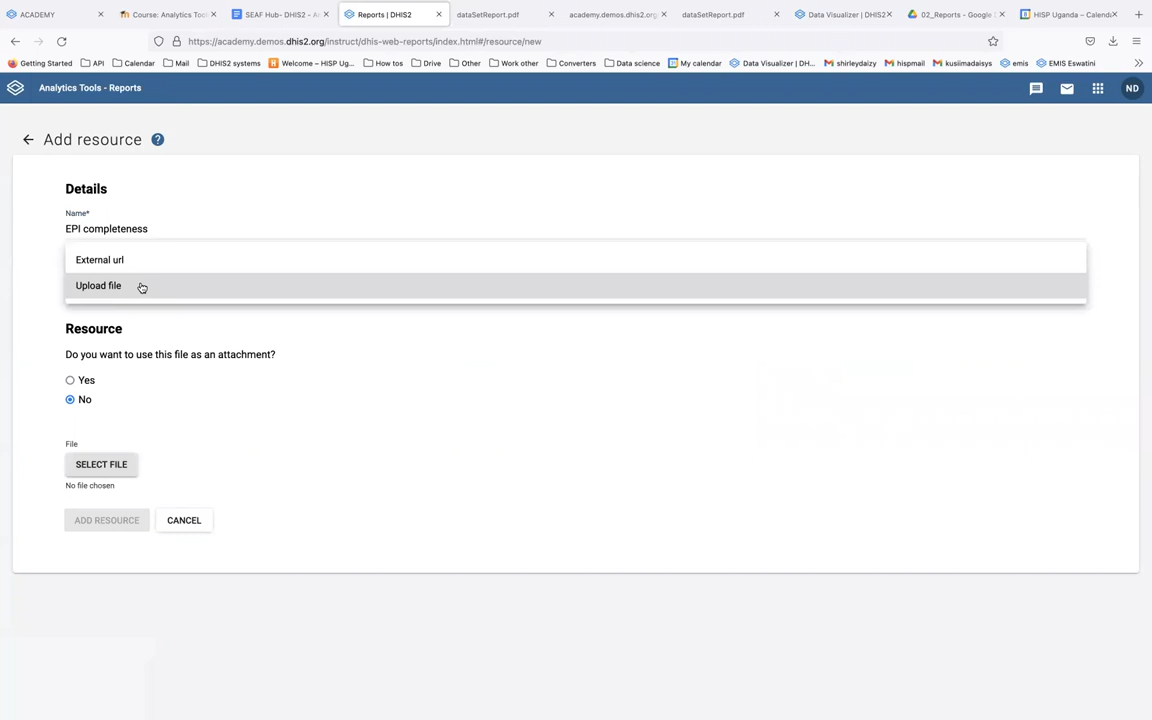 ACADEMY
Course: Analytics Tool
SEAF Hub- DHIS2 - A
Reports | DHIS2
dataSetReport.pdf
academy.demos.dhis2.org
dataSetReport.pdf
Data Visualizer | DHIS2
02_Reports - Google
HISP Uganda – Calend
https://academy.demos.dhis2.org/instruct/dhis-web-reports/index.html#/resource/new
Getting Started
API
Calendar
Mail
DHIS2 systems
Welcome – HISP Ug...
How tos
Drive
Other
Work other
Converters
Data science
My calendar
Data Visualizer | DH...
shirleydaizy
hispmail
kusiimadaisys
emis
EMIS Eswatini
Analytics Tools - Reports
ND
Add resource ?
Details
Name*
EPI completeness
External url
Upload file
Resource
Do you want to use this file as an attachment?
Yes
No
File
SELECT FILE
No file chosen
ADD RESOURCE
CANCEL